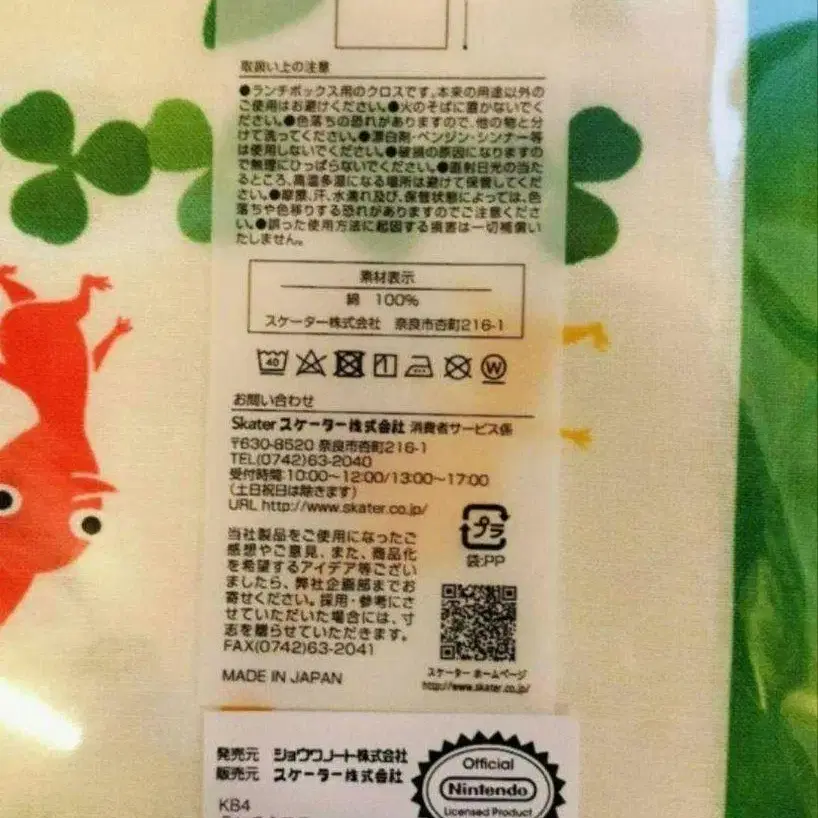 取扱い上の注意
●ランチボックス用のクロスです。本来の用途以外の
ご使用はお避けください。●火のそばに置かないでく
ださい。●色落ちの恐れがありますので、他の物と分
けて洗ってください。●漂白剤・ベンジン・シンナー等
は使用しないでください。●破損の原因になりますの
で無理にひっぱらないでください。●直射日光の当た
るところ、高温多湿になる場所は避けて保管してくだ
さい。●摩擦、汗、水濡れ及び、保管状態によっては、色
落ちや色移りする恐れがありますのでご注意くださ
い。●誤った使用方法に起因する損害は一切補償い
たしません。
素材表示
綿 100%
スケーター株式会社 奈良市杏町216-1
40 W
お問い合わせ
Skater スケーター株式会社 消費者サービス係
〒630-8520 奈良市杏町216-1
TEL(0742)63-2040
受付時間:10:00~12:00/13:00~17:00
(土日祝日は除きます)
URL http://www.skater.co.jp/
当社製品をご使用になったご
感想やご意見、また、商品化
を希望するアイデア等ござい
ましたら、弊社企画部までお
寄せください。採用・参考にさ
せていただいた場合には、寸
志を贈らせていただきます。
FAX(0742)63-2041
プラ
袋:PP
スケーター ホームページ
http://www.skater.co.jp/
MADE IN JAPAN
発売元 ショウワノート株式会社
販売元 スケーター株式会社
KB4
Official
Nintendo
Licensed Product